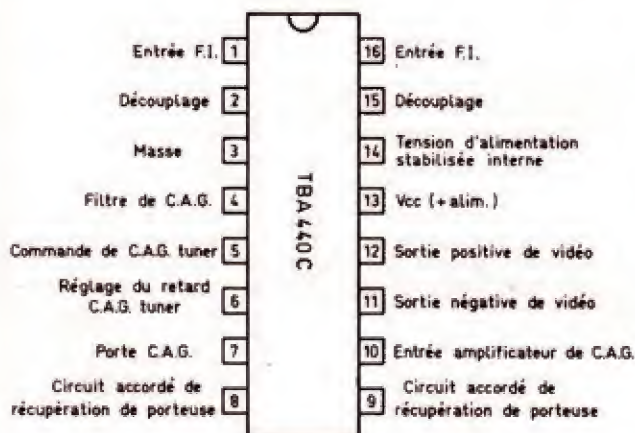 Entrée F.I. 1
Découplage 2
Masse 3
Filtre de C.A.G. 4
Commande de C.A.G. tuner 5
Réglage du retard
C.A.G. tuner 6
Porte C.A.G. 7
Circuit accordé de
récupération de porteuse 8
TBA440C
16 Entrée F.I.
15 Découplage
14 Tension d'alimentation
stabilisée interne
13 Vcc (+ alim.)
12 Sortie positive de vidéo
11 Sortie négative de vidéo
10 Entrée amplificateur de C.A.G.
9 Circuit accordé de
récupération de porteuse